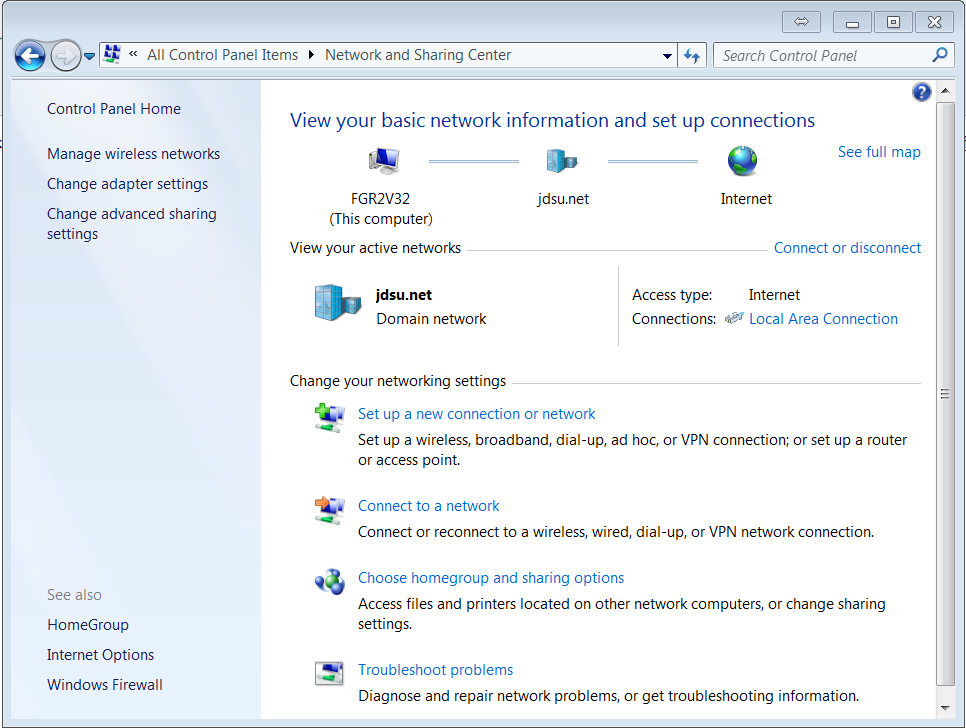 « All Control Panel Items Network and Sharing Center
Search Control Panel
Control Panel Home
Manage wireless networks
Change adapter settings
Change advanced sharing
settings
See also
HomeGroup
Internet Options
Windows Firewall
?
View your basic network information and set up connections
See full map
FGR2V32
(This computer)
jdsu.net
Internet
View your active networks
Connect or disconnect
jdsu.net
Domain network
Access type: Internet
Connections: Local Area Connection
Change your networking settings
Set up a new connection or network
Set up a wireless, broadband, dial-up, ad hoc, or VPN connection; or set up a router
or access point.
Connect to a network
Connect or reconnect to a wireless, wired, dial-up, or VPN network connection.
Choose homegroup and sharing options
Access files and printers located on other network computers, or change sharing
settings.
Troubleshoot problems
Diagnose and repair network problems, or get troubleshooting information.